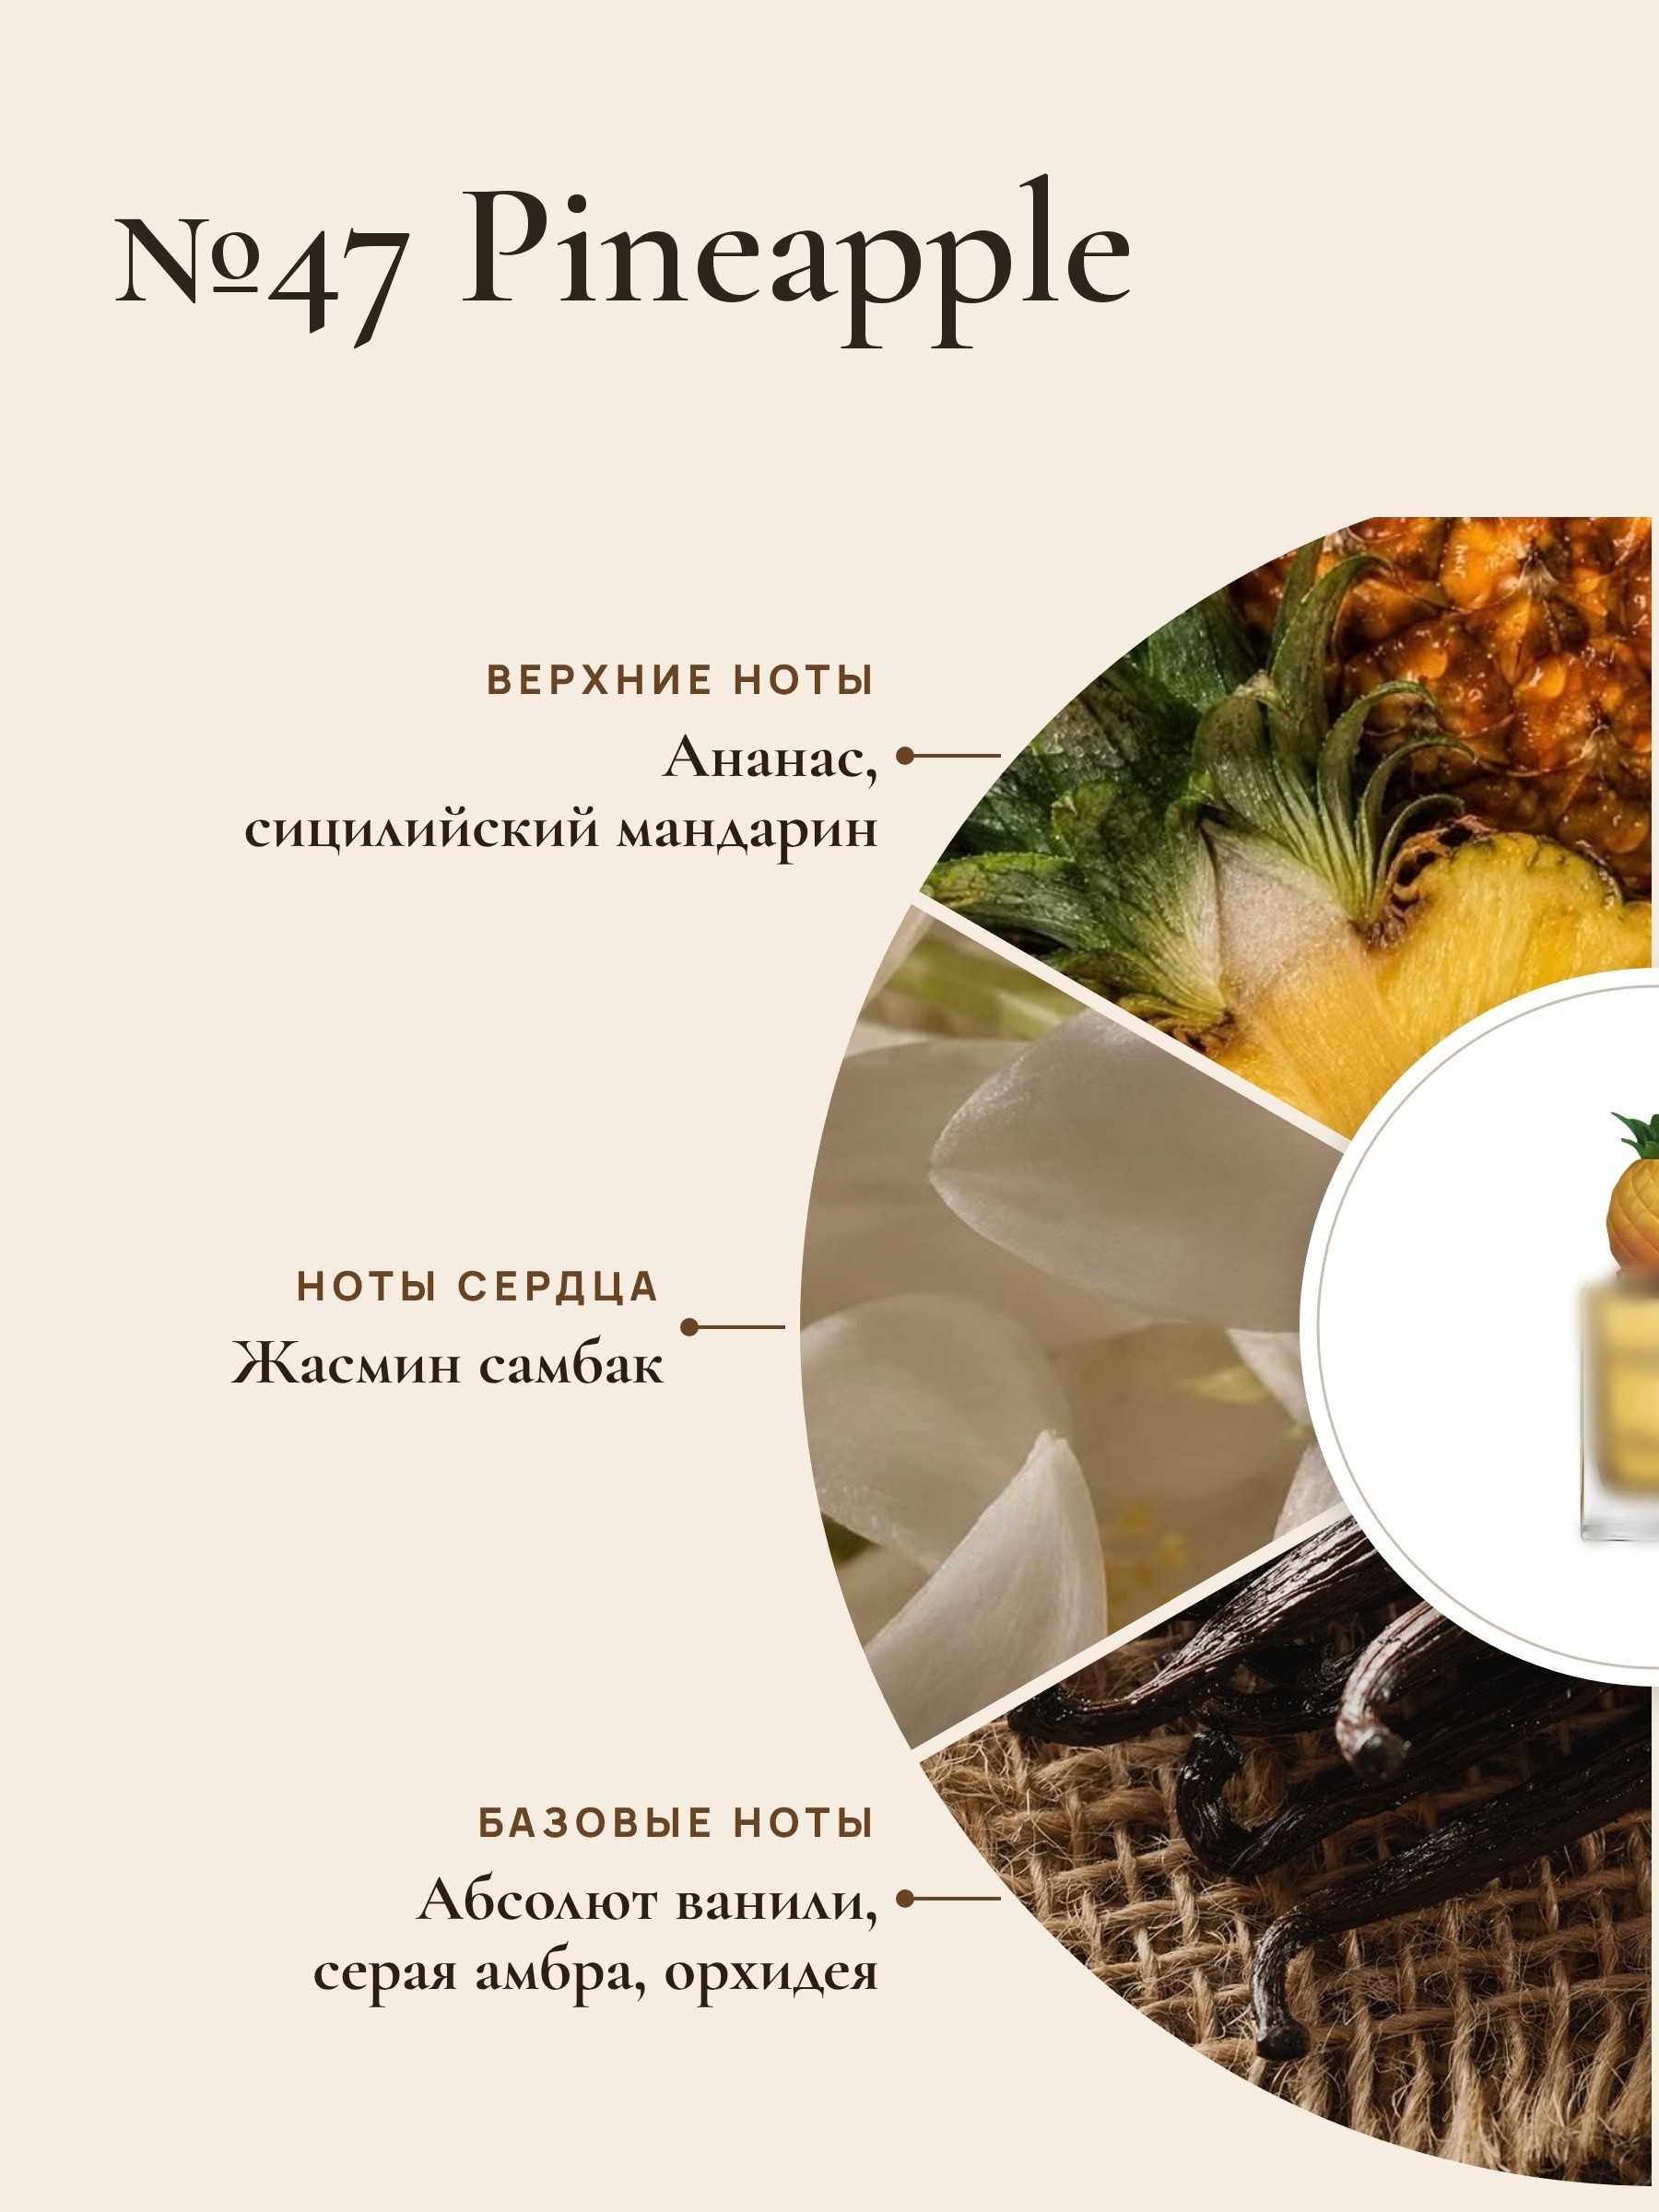 №47 Pineapple
ВЕРХНИЕ НОТЫ
Ананас,
сицилийский мандарин
НОТЫ СЕРДЦА
Жасмин самбак
БАЗОВЫЕ НОТЫ
Абсолют ванили,
серая амбра, орхидея